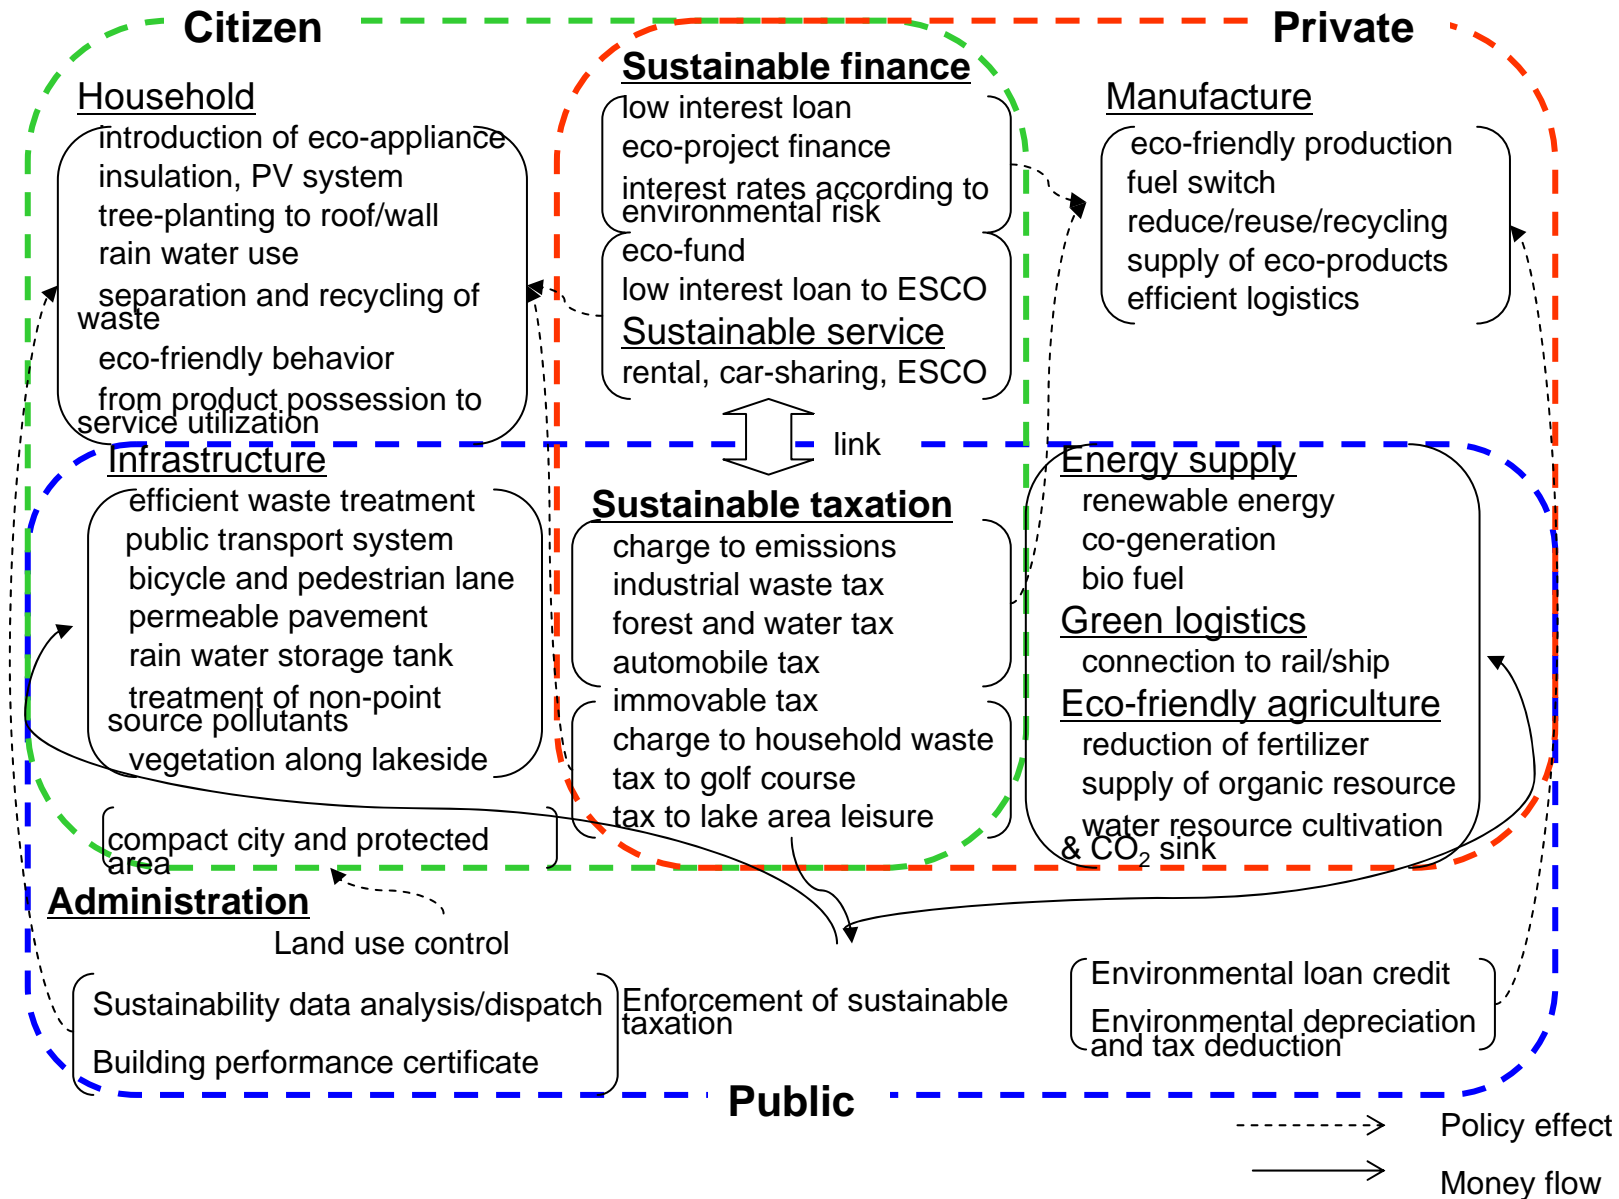 Citizen
Private
Household
introduction of eco-appliance
insulation, PV system
tree-planting to roof/wall
rain water use
separation and recycling of
waste
eco-friendly behavior
from product possession to
service utilization
Sustainable finance
low interest loan
eco-project finance
interest rates according to
environmental risk
eco-fund
low interest loan to ESCO
Sustainable service
rental, car-sharing, ESCO
Manufacture
eco-friendly production
fuel switch
reduce/reuse/recycling
supply of eco-products
efficient logistics
link
Infrastructure
efficient waste treatment
public transport system
bicycle and pedestrian lane
permeable pavement
rain water storage tank
treatment of non-point
source pollutants
vegetation along lakeside
compact city and protected
area
Sustainable taxation
charge to emissions
industrial waste tax
forest and water tax
automobile tax
immovable tax
charge to household waste
tax to golf course
tax to lake area leisure
Energy supply
renewable energy
co-generation
bio fuel
Green logistics
connection to rail/ship
Eco-friendly agriculture
reduction of fertilizer
supply of organic resource
water resource cultivation
& CO₂ sink
Administration
Land use control
Sustainability data analysis/dispatch
Building performance certificate
Enforcement of sustainable
taxation
Environmental loan credit
Environmental depreciation
and tax deduction
Public
Policy effect
Money flow